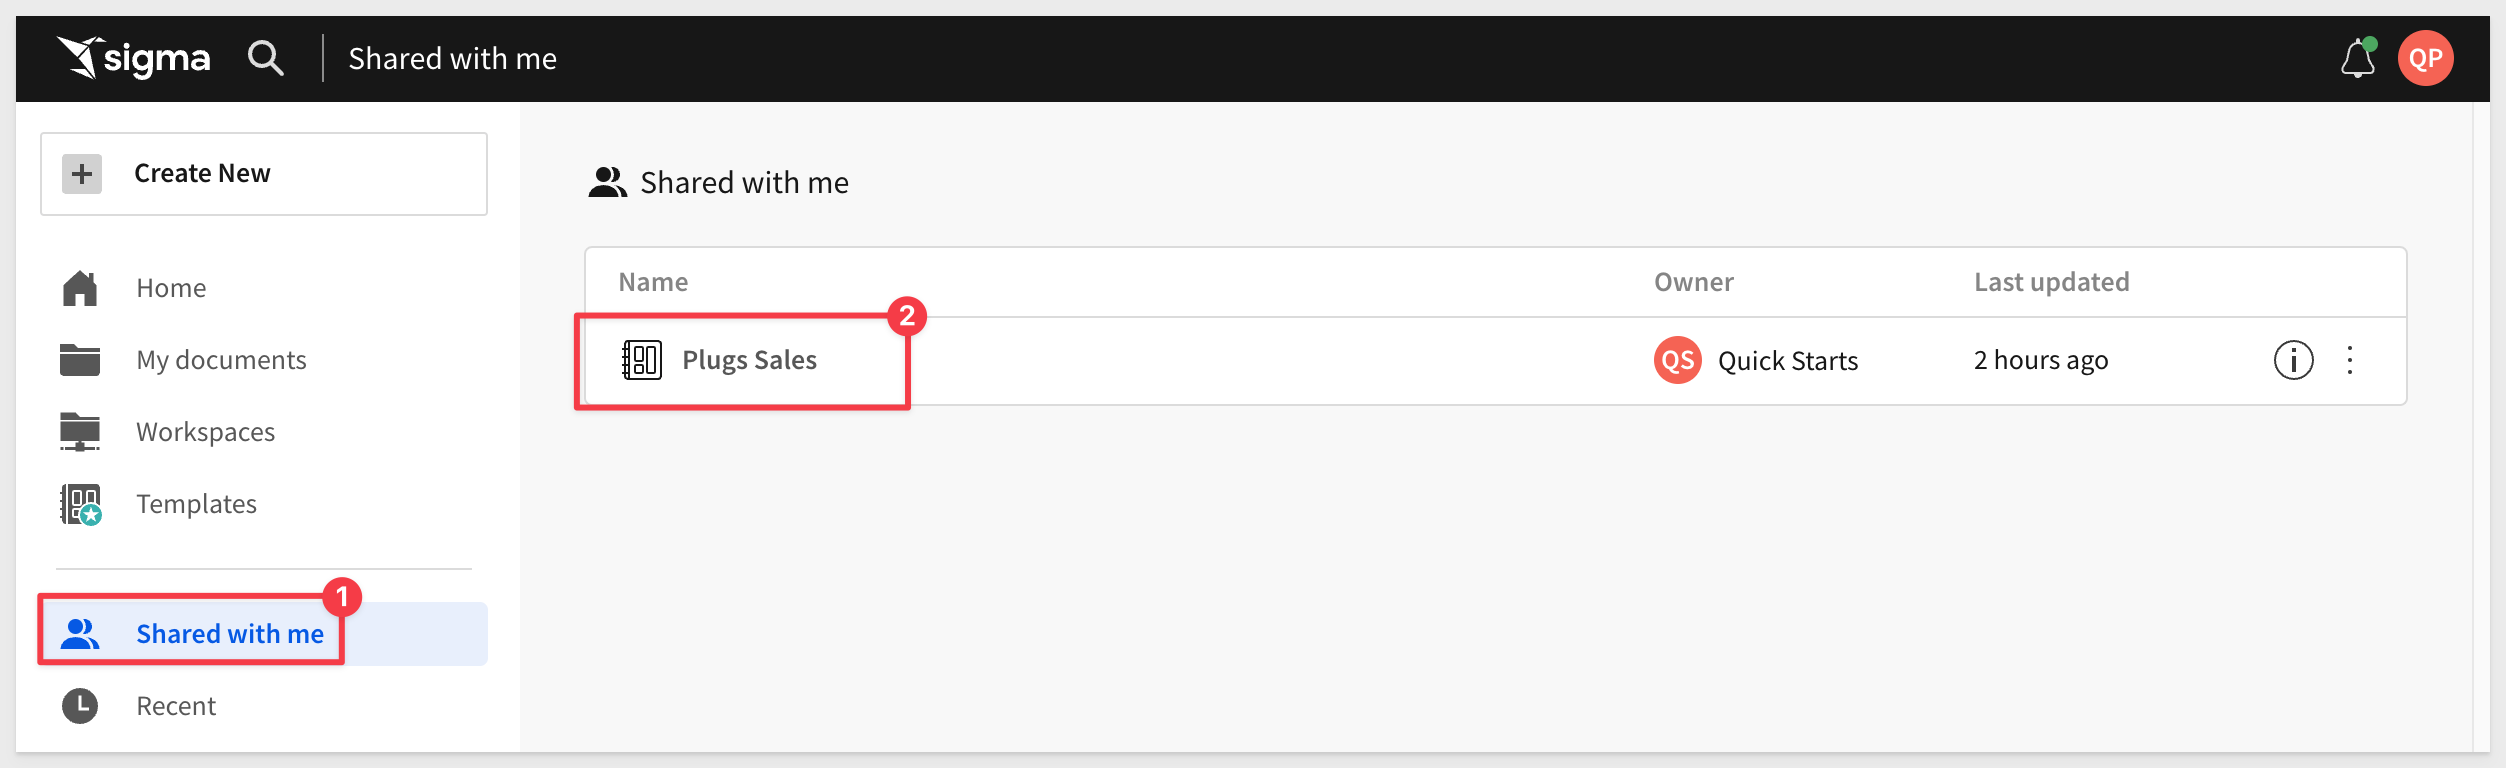 sigma
Shared with me
QP
Create New
Home
My documents
Workspaces
Templates
1
Shared with me
Recent
Shared with me
Name Owner Last updated
2
Plugs Sales QS Quick Starts 2 hours ago